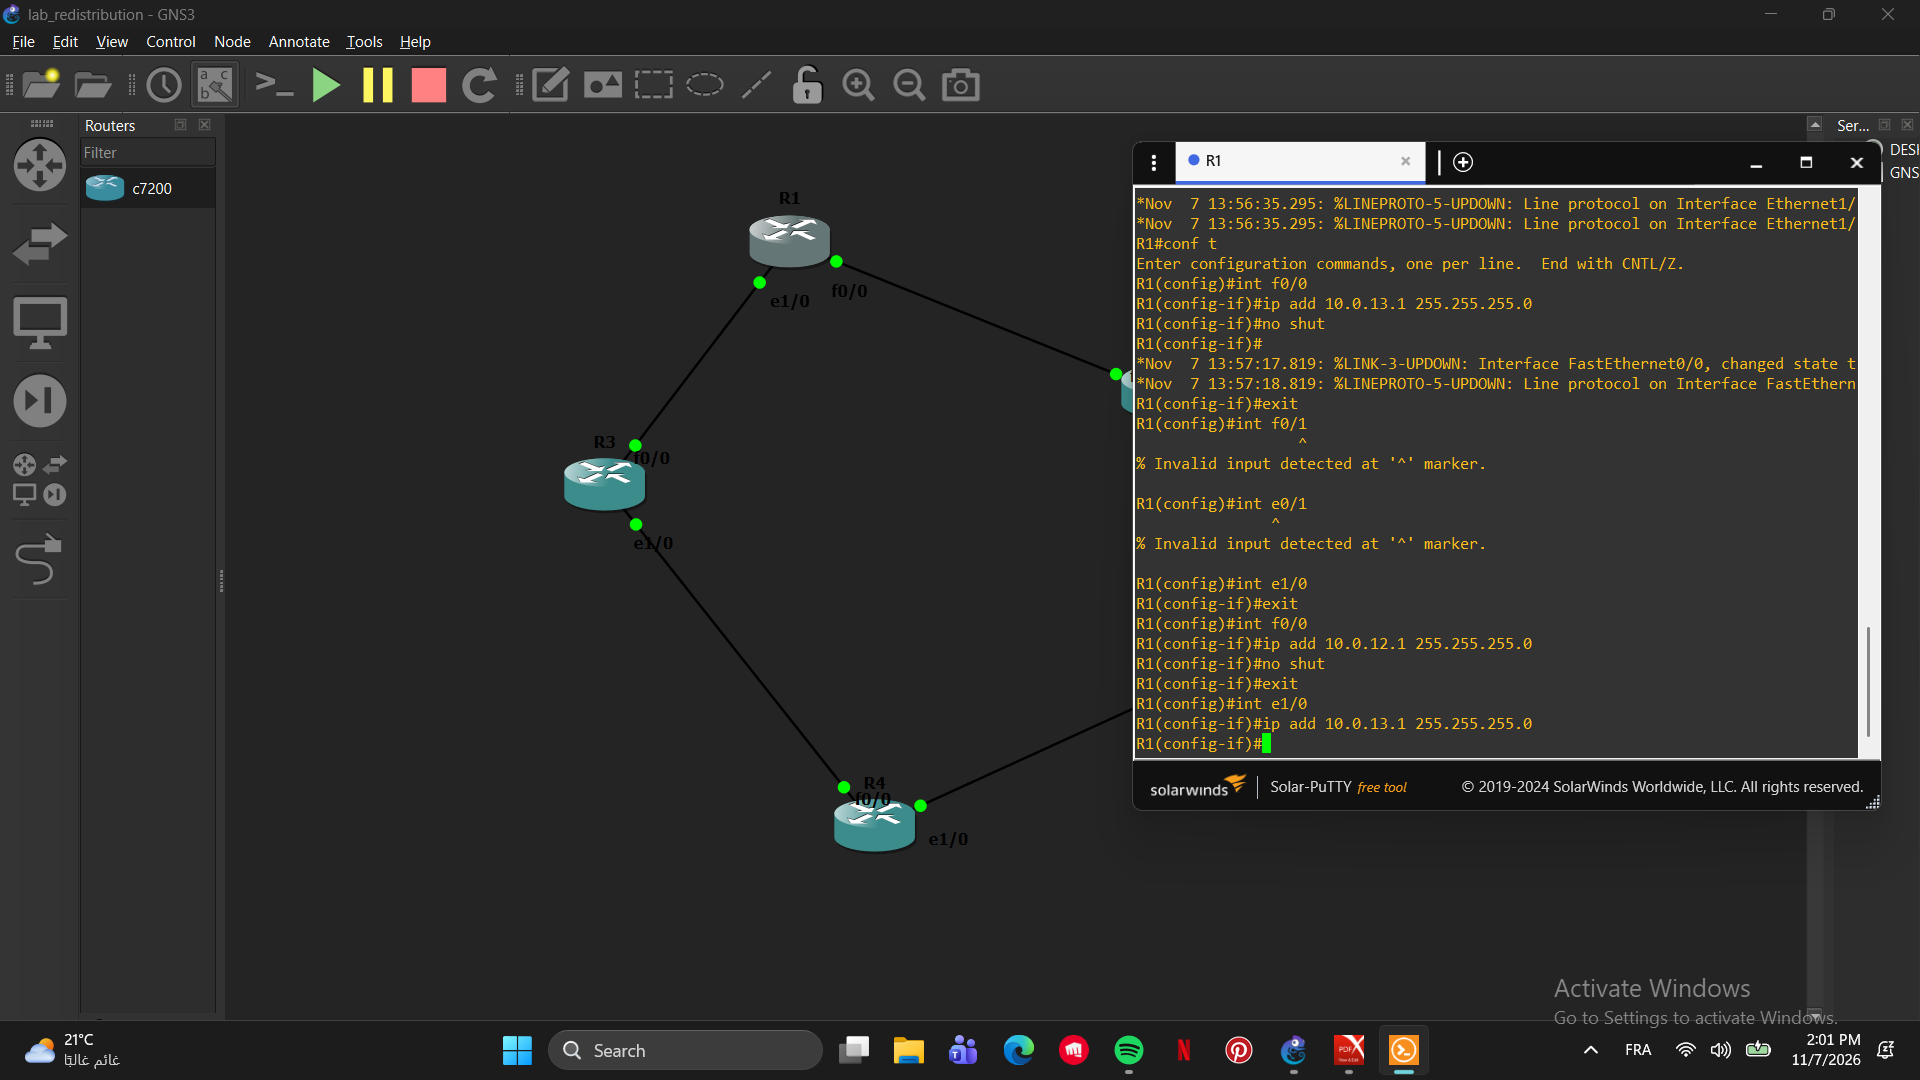 lab_redistribution - GNS3
File Edit View Control Node Annotate Tools Help
Routers
Filter
c7200
R1
e1/0
f0/0
R3
f0/0
e1/0
R4
f0/0
e1/0
Ser...
DESI
GNS
R1
*Nov  7 13:56:35.295: %LINEPROTO-5-UPDOWN: Line protocol on Interface Ethernet1/
*Nov  7 13:56:35.295: %LINEPROTO-5-UPDOWN: Line protocol on Interface Ethernet1/
R1#conf t
Enter configuration commands, one per line.  End with CNTL/Z.
R1(config)#int f0/0
R1(config-if)#ip add 10.0.13.1 255.255.255.0
R1(config-if)#no shut
R1(config-if)#
*Nov  7 13:57:17.819: %LINK-3-UPDOWN: Interface FastEthernet0/0, changed state t
*Nov  7 13:57:18.819: %LINEPROTO-5-UPDOWN: Line protocol on Interface FastEthern
R1(config-if)#exit
R1(config)#int f0/1
^
% Invalid input detected at '^' marker.
R1(config)#int e0/1
^
% Invalid input detected at '^' marker.
R1(config)#int e1/0
R1(config-if)#exit
R1(config)#int f0/0
R1(config-if)#ip add 10.0.12.1 255.255.255.0
R1(config-if)#no shut
R1(config-if)#exit
R1(config)#int e1/0
R1(config-if)#ip add 10.0.13.1 255.255.255.0
R1(config-if)#
solarwinds
Solar-PuTTY free tool
© 2019-2024 SolarWinds Worldwide, LLC. All rights reserved.
Activate Windows
Go to Settings to activate Windows.
21°C
غائم غالبًا
Search
FRA
2:01 PM
11/7/2026